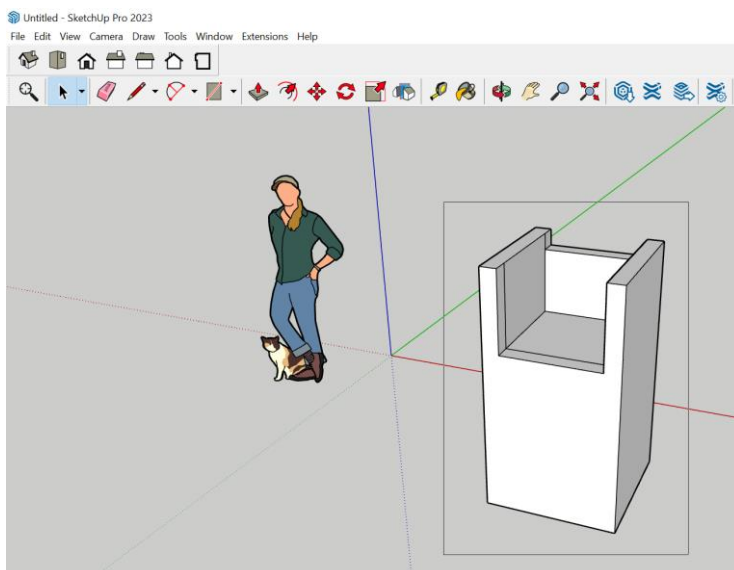 Untitled - SketchUp Pro 2023
File Edit View Camera Draw Tools Window Extensions Help